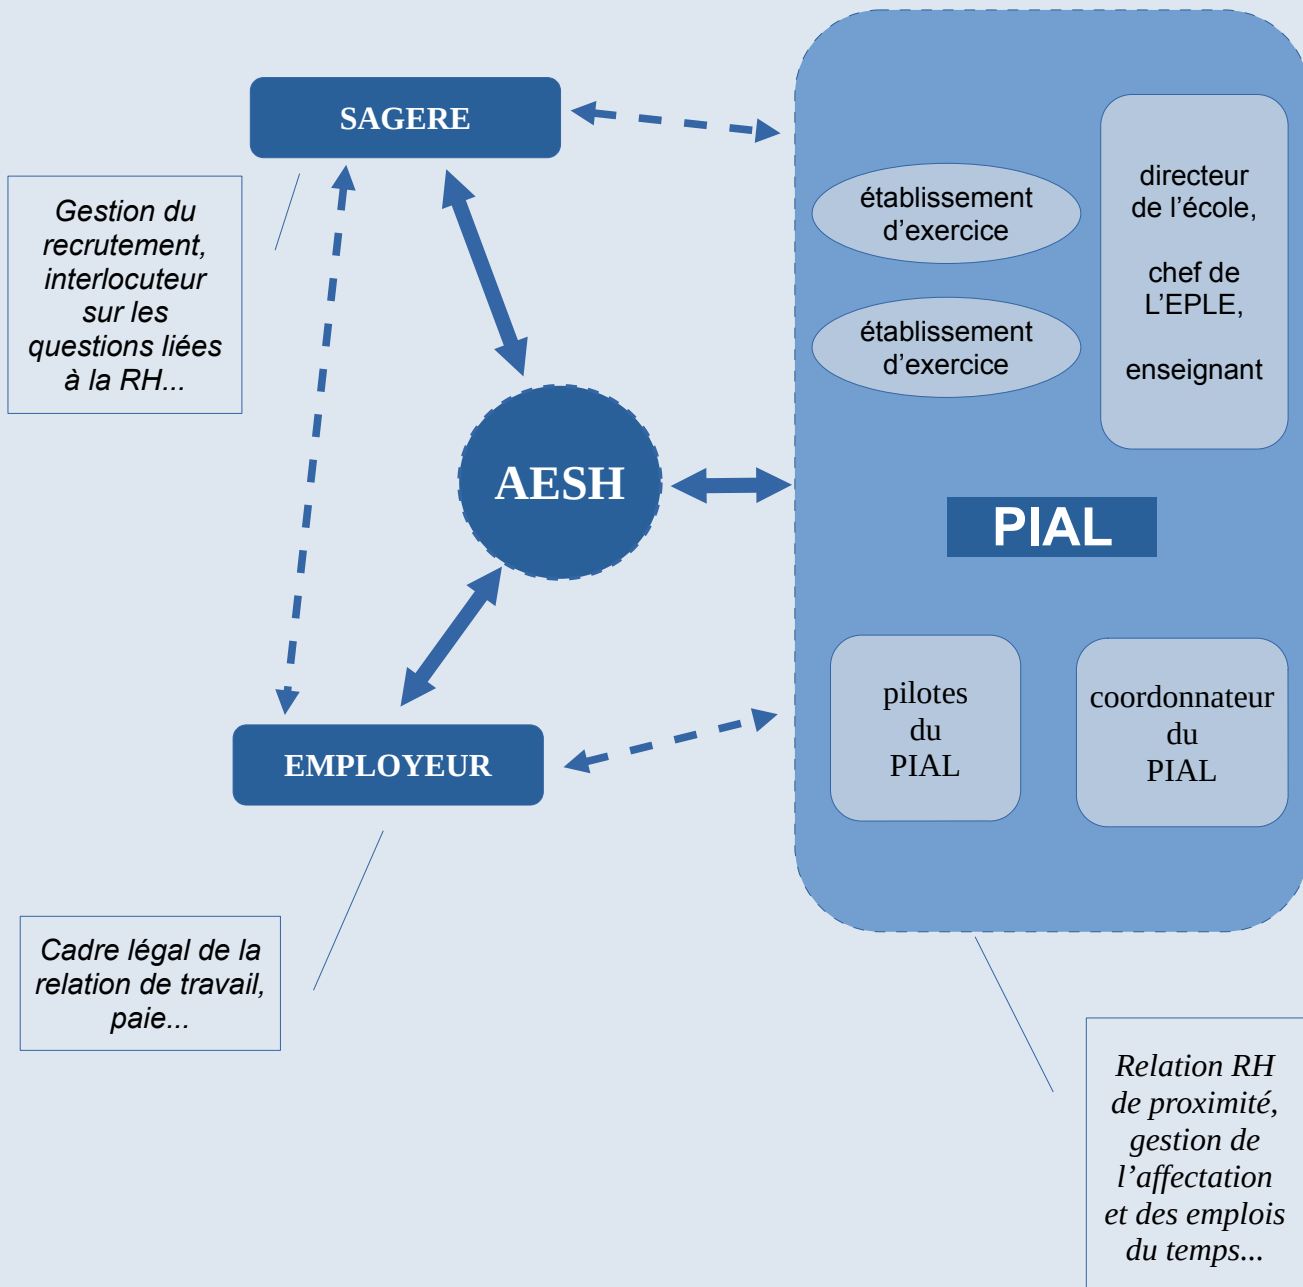 SAGERE
Gestion du
recrutement,
interlocuteur
sur les
questions liées
à la RH...
AESH
EMPLOYEUR
Cadre légal de la
relation de travail,
paie...
établissement
d’exercice
établissement
d’exercice
directeur
de l’école,
chef de
L’EPLE,
enseignant
PIAL
pilotes
du
PIAL
coordonnateur
du
PIAL
Relation RH
de proximité,
gestion de
l’affectation
et des emplois
du temps...